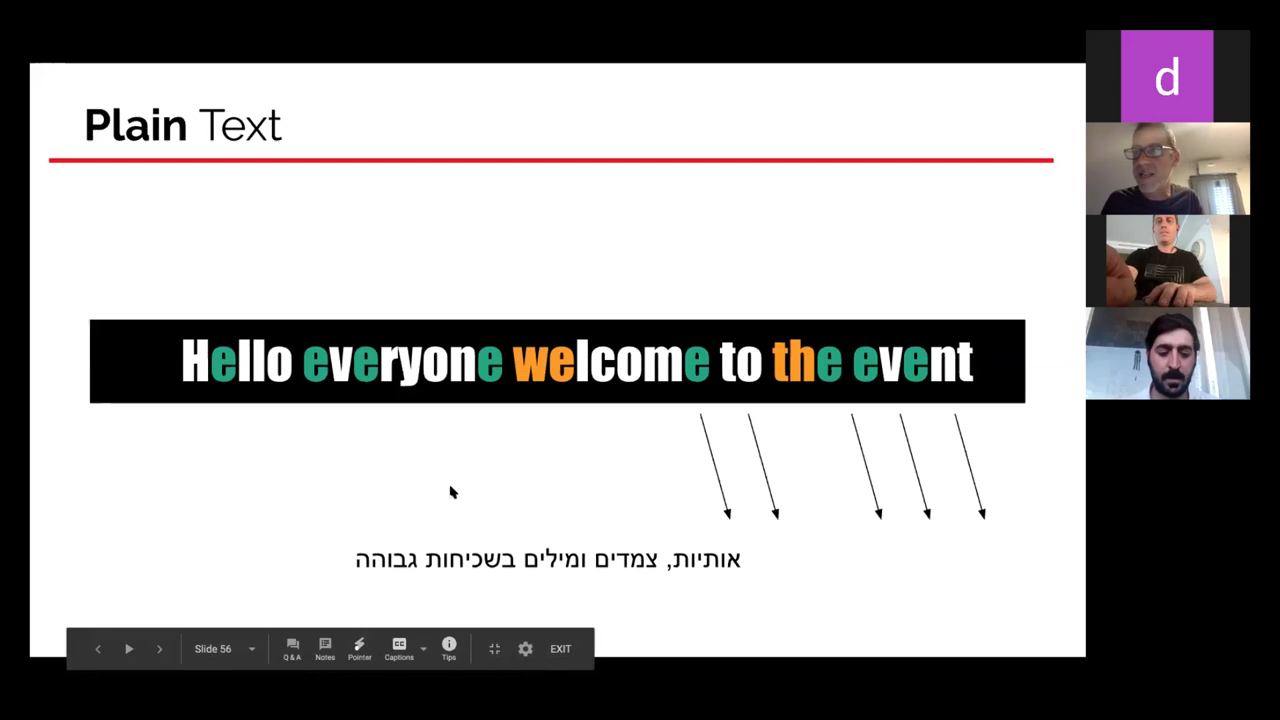 Plain Text
d
Hello everyone welcome to the event
אותיות, צמדים ומילים בשכיחות גבוהה
Slide 56
Q & A
Notes
Pointer
CC
Captions
Tips
EXIT